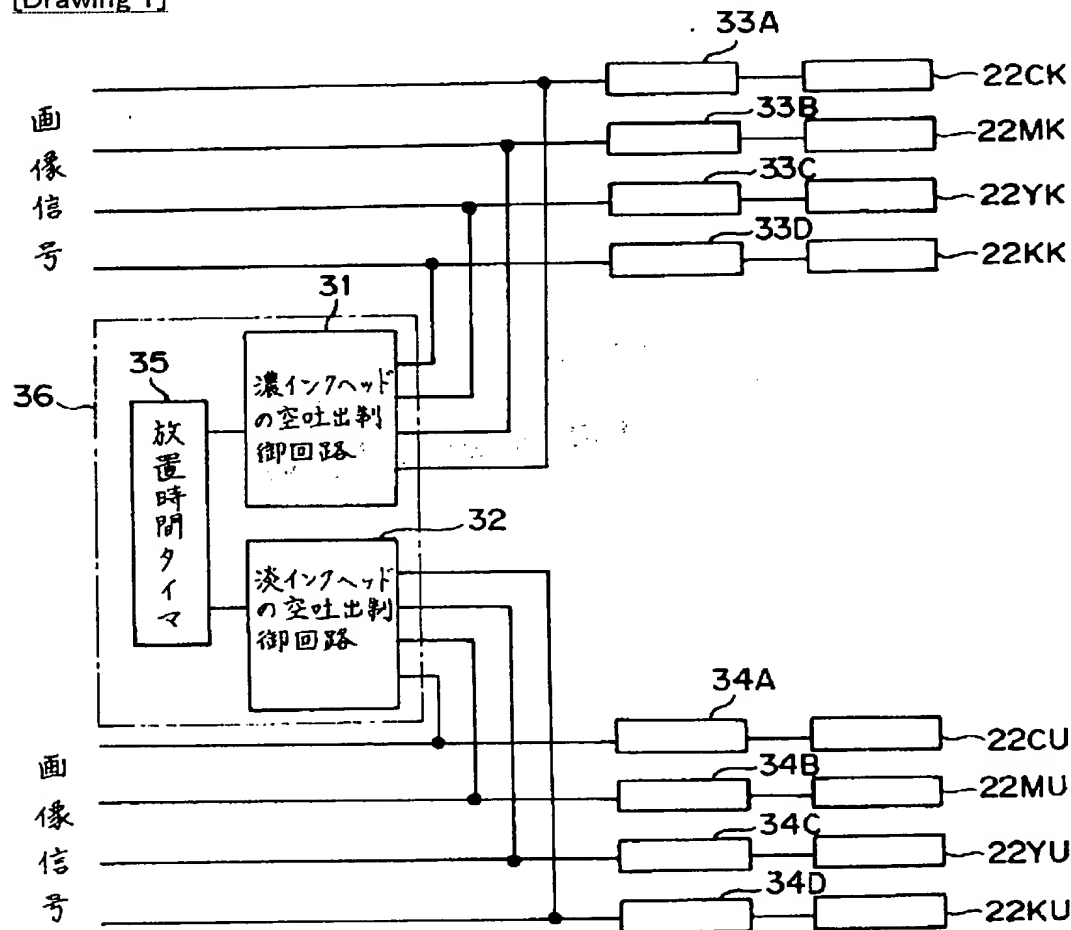 [Drawing 1]
33A
22CK
33B
22MK
33C
22YK
33D
22KK
画像信号
31
濃インクヘッド
の空吐出制
御回路
35
36
放置時間タイマ
32
淡インクヘッド
の空吐出制
御回路
34A
22CU
34B
22MU
34C
22YU
34D
22KU
画像信号